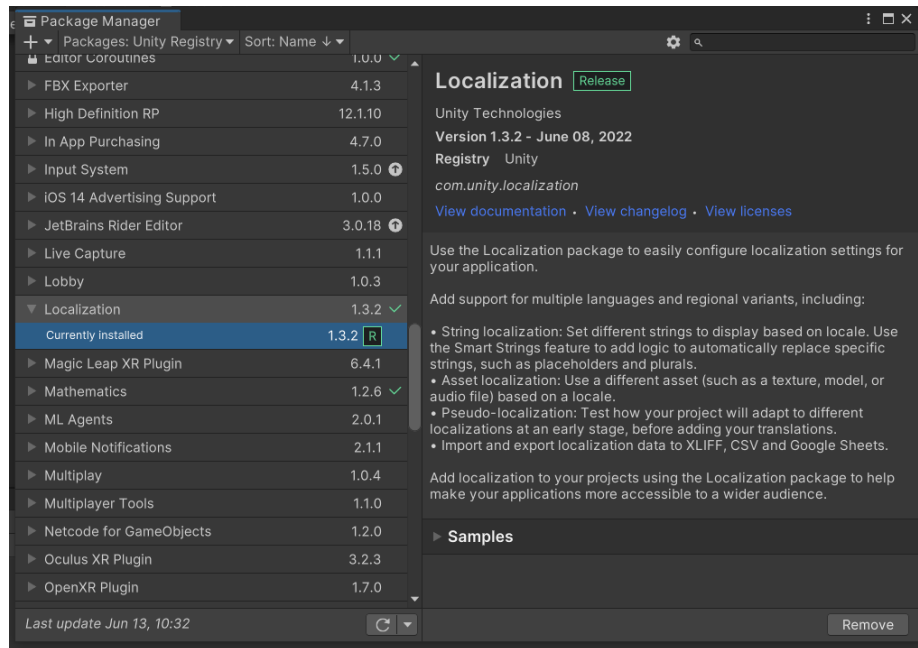 Package Manager
Packages: Unity Registry
Sort: Name ↓
Editor Coroutines 1.0.0
FBX Exporter 4.1.3
High Definition RP 12.1.10
In App Purchasing 4.7.0
Input System 1.5.0
iOS 14 Advertising Support 1.0.0
JetBrains Rider Editor 3.0.18
Live Capture 1.1.1
Lobby 1.0.3
Localization 1.3.2
Currently installed 1.3.2 R
Magic Leap XR Plugin 6.4.1
Mathematics 1.2.6
ML Agents 2.0.1
Mobile Notifications 2.1.1
Multiplay 1.0.4
Multiplayer Tools 1.1.0
Netcode for GameObjects 1.2.0
Oculus XR Plugin 3.2.3
OpenXR Plugin 1.7.0
Last update Jun 13, 10:32
Localization Release
Unity Technologies
Version 1.3.2 - June 08, 2022
Registry Unity
com.unity.localization
View documentation • View changelog • View licenses
Use the Localization package to easily configure localization settings for
your application.
Add support for multiple languages and regional variants, including:
• String localization: Set different strings to display based on locale. Use
the Smart Strings feature to add logic to automatically replace specific
strings, such as placeholders and plurals.
• Asset localization: Use a different asset (such as a texture, model, or
audio file) based on a locale.
• Pseudo-localization: Test how your project will adapt to different
localizations at an early stage, before adding your translations.
• Import and export localization data to XLIFF, CSV and Google Sheets.
Add localization to your projects using the Localization package to help
make your applications more accessible to a wider audience.
Samples
Remove